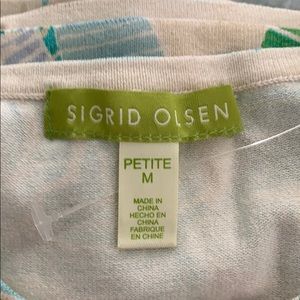 SIGRID OLSEN
PETITE
M
MADE IN
CHINA
HECHO EN
CHINA
FABRIQUE
EN CHINE